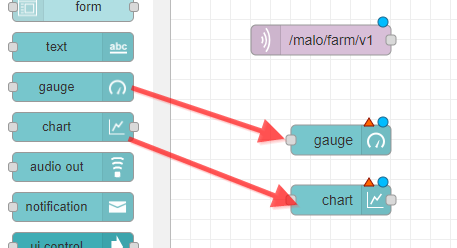 form
text
abc
gauge
chart
audio out
notification
ui control
/malo/farm/v1
gauge
chart